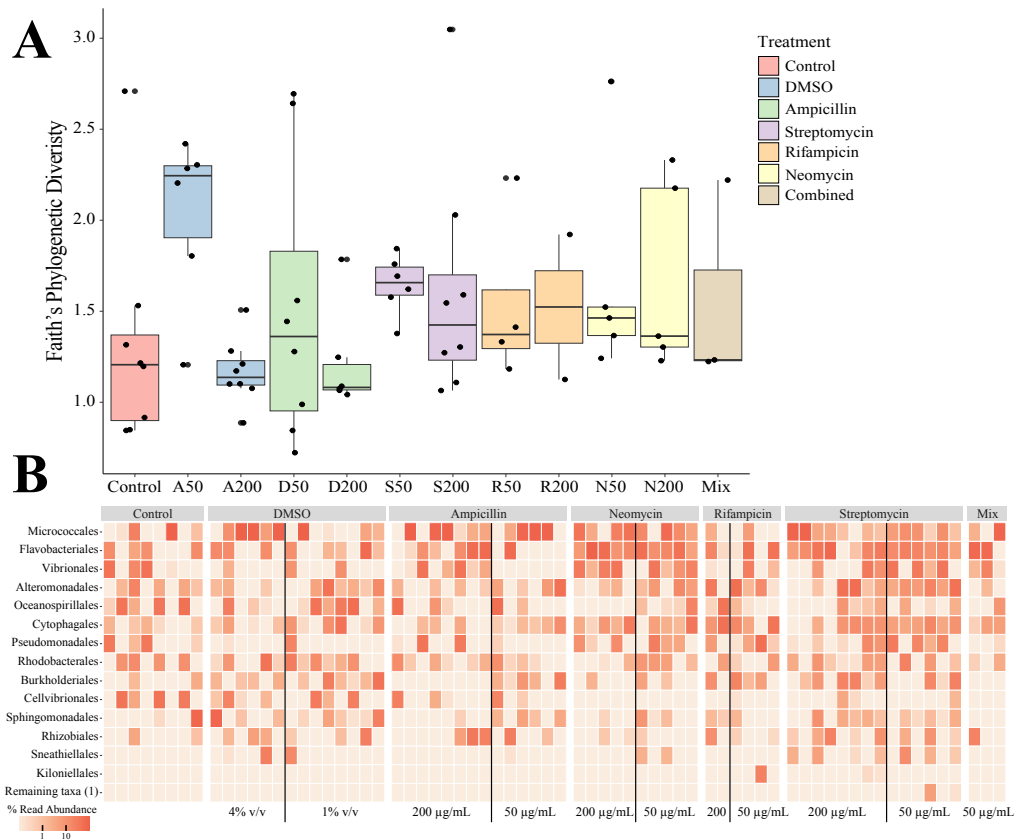 A
Faith's Phylogenetic Diveristy
3.0
2.5
2.0
1.5
1.0
Control A50 A200 D50 D200 S50 S200 R50 R200 N50 N200 Mix
Treatment
Control
DMSO
Ampicillin
Streptomycin
Rifampicin
Neomycin
Combined
B
Control DMSO Ampicillin Neomycin Rifampicin Streptomycin Mix
Micrococcales
Flavobacteriales
Vibrionales
Alteromonadales
Oceanospirillales
Cytophagales
Pseudomonadales
Rhodobacterales
Burkholderiales
Cellvibrionales
Sphingomonadales
Rhizobiales
Sneathiellales
Kiloniellales
Remaining taxa (1)
4% v/v 1% v/v 200 µg/mL 50 µg/mL 200 µg/mL 50 µg/mL 200 50 µg/mL 200 µg/mL 50 µg/mL 50 µg/mL
% Read Abundance
1 10